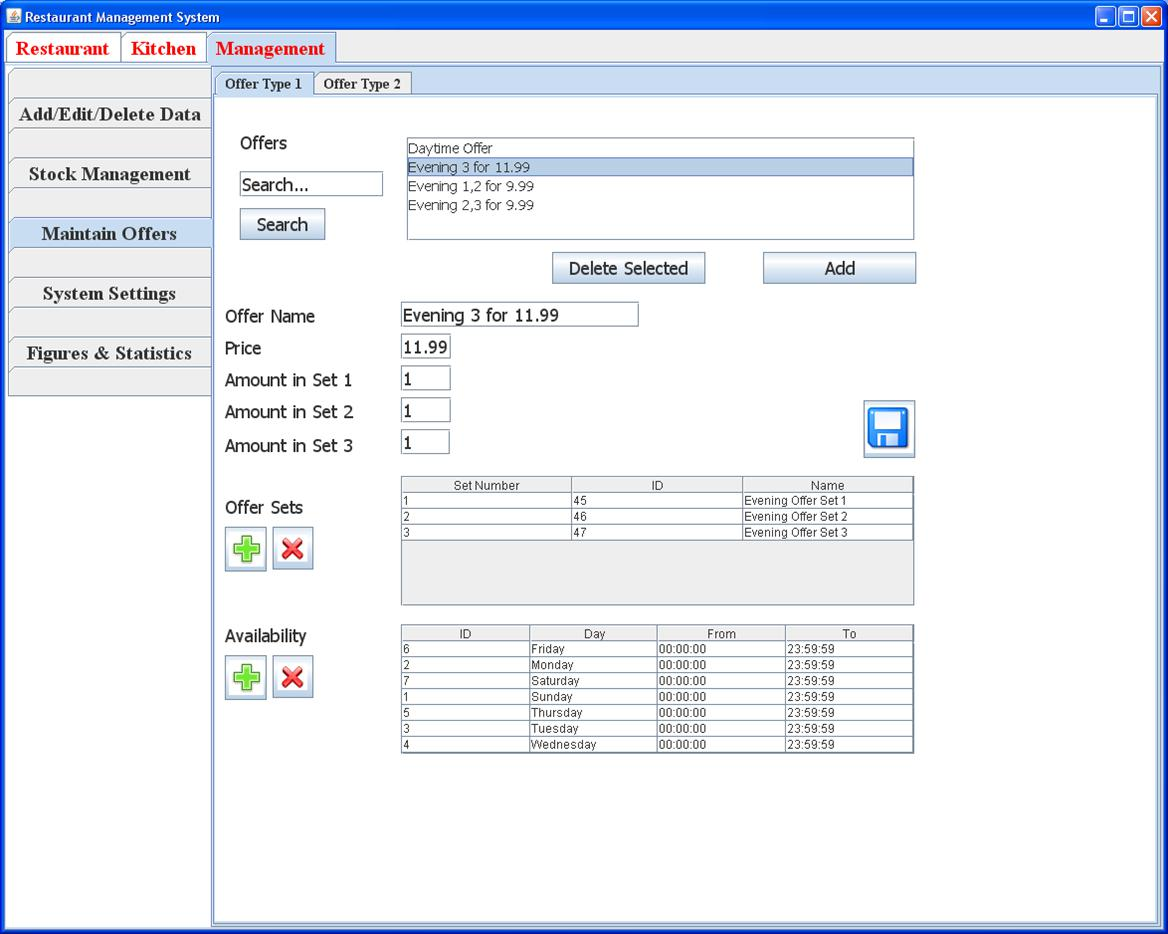 Restaurant Management System
Restaurant Kitchen Management
Offer Type 1 Offer Type 2
Add/Edit/Delete Data
Stock Management
Maintain Offers
System Settings
Figures & Statistics
Offers
Search...
Search
Daytime Offer
Evening 3 for 11.99
Evening 1,2 for 9.99
Evening 2,3 for 9.99
Delete Selected Add
Offer Name Evening 3 for 11.99
Price 11.99
Amount in Set 1 1
Amount in Set 2 1
Amount in Set 3 1
Offer Sets
Set Number ID Name
1 45 Evening Offer Set 1
2 46 Evening Offer Set 2
3 47 Evening Offer Set 3
Availability
ID Day From To
6 Friday 00:00:00 23:59:59
2 Monday 00:00:00 23:59:59
7 Saturday 00:00:00 23:59:59
1 Sunday 00:00:00 23:59:59
5 Thursday 00:00:00 23:59:59
3 Tuesday 00:00:00 23:59:59
4 Wednesday 00:00:00 23:59:59